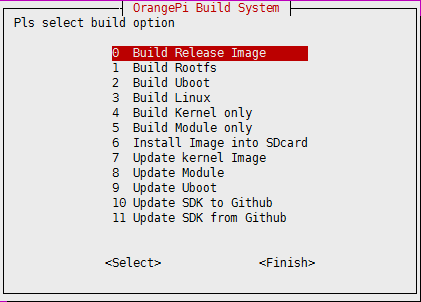 OrangePi Build System
Pls select build option
0 Build Release Image
1 Build Rootfs
2 Build Uboot
3 Build Linux
4 Build Kernel only
5 Build Module only
6 Install Image into SDcard
7 Update kernel Image
8 Update Module
9 Update Uboot
10 Update SDK to Github
11 Update SDK from Github
<Select> <Finish>